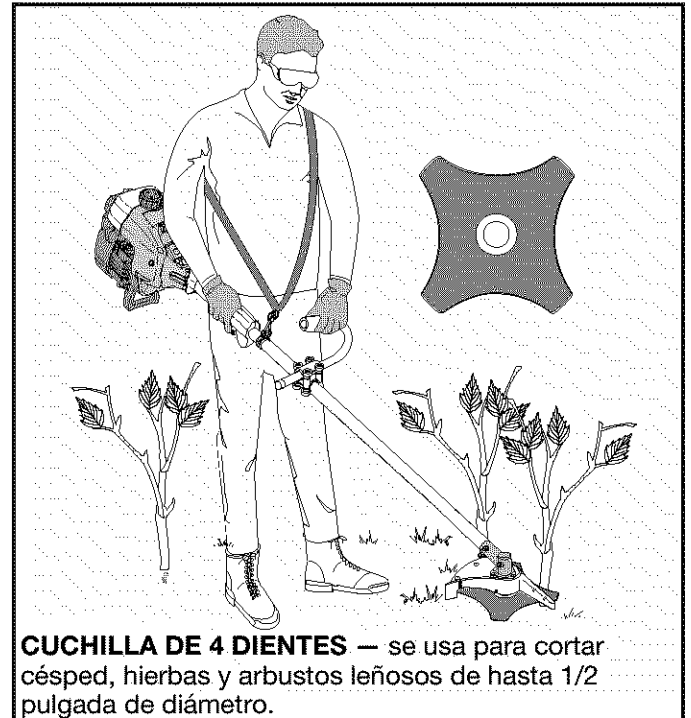 CUCHILLA DE 4 DIENTES — se usa para cortar
césped, hierbas y arbustos leñosos de hasta 1/2
pulgada de diámetro.